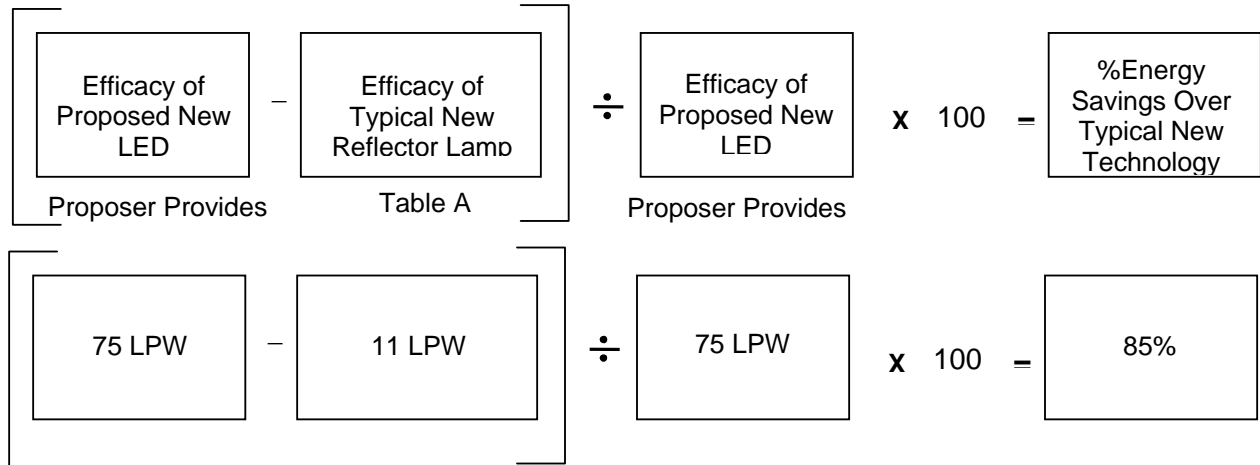 Efficacy of
Proposed New
LED
–
Efficacy of
Typical New
Reflector Lamp
÷
Efficacy of
Proposed New
LED
x 100 =
%Energy
Savings Over
Typical New
Technology
Proposer Provides
Table A
Proposer Provides
75 LPW
–
11 LPW
÷
75 LPW
x 100 =
85%